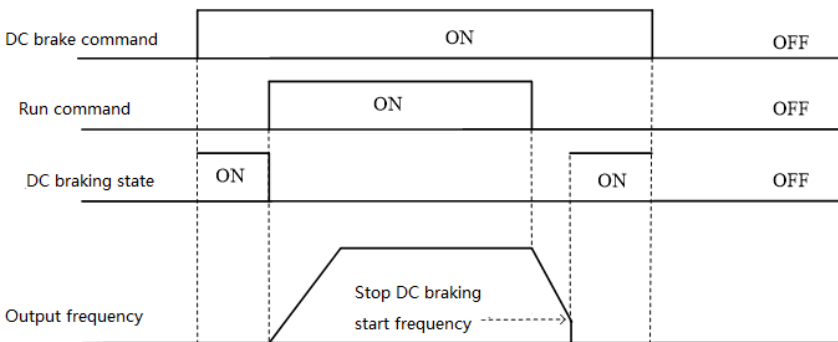 DC brake command
ON
OFF
Run command
ON
OFF
DC braking state
ON
ON
OFF
Output frequency
Stop DC braking
start frequency